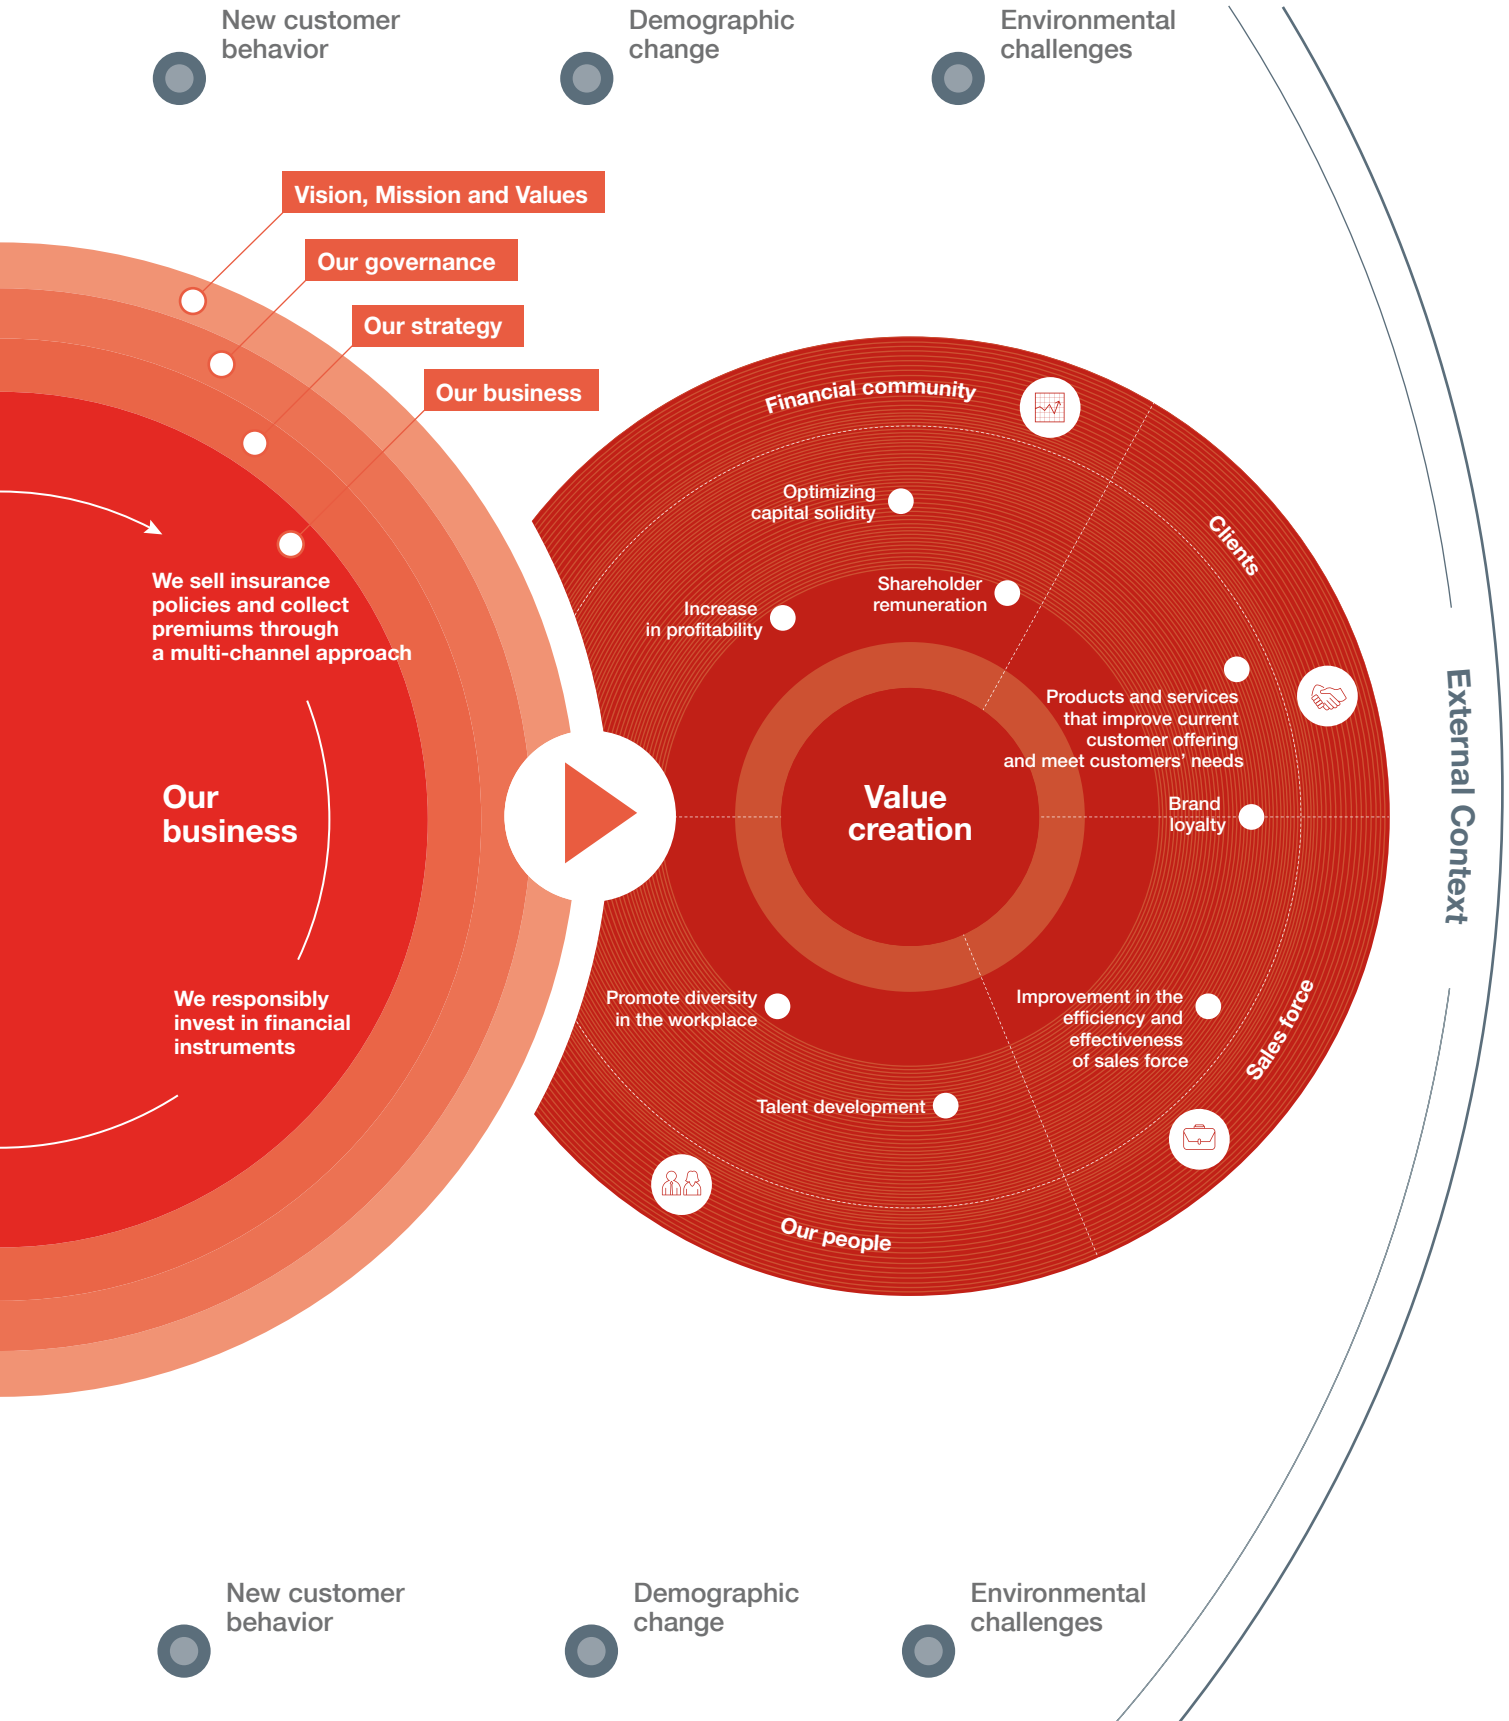 New customer
behavior
Demographic
change
Environmental
challenges
Vision, Mission and Values
Our governance
Our strategy
Our business
We sell insurance
policies and collect
premiums through
a multi-channel approach
Our
business
We responsibly
invest in financial
instruments
Financial community
Optimizing
capital solidity
Shareholder
remuneration
Increase
in profitability
Clients
Products and services
that improve current
customer offering
and meet customers’ needs
Brand
loyalty
Value
creation
Promote diversity
in the workplace
Talent development
Our people
Improvement in the
efficiency and
effectiveness
of sales force
Sales force
External Context
New customer
behavior
Demographic
change
Environmental
challenges